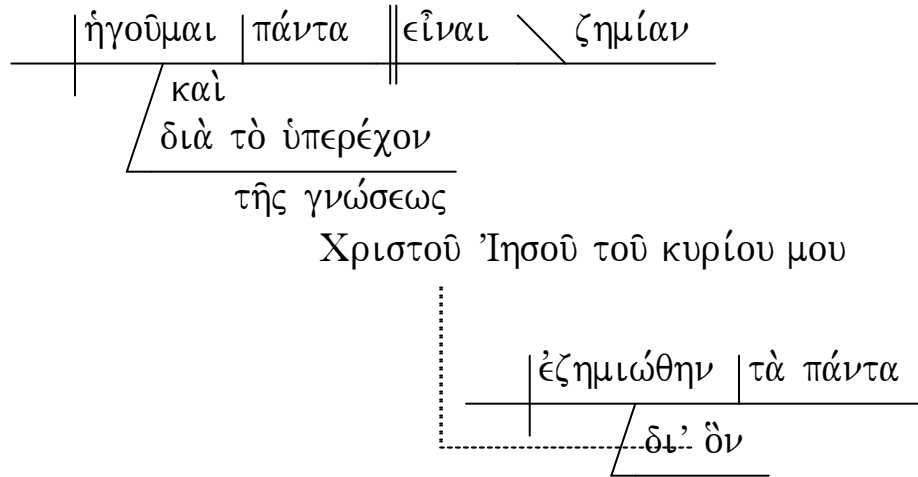 ἡγοῦμαι πάντα εἶναι ζημίαν
καὶ
διὰ τὸ ὑπερέχον
τῆς γνώσεως
Χριστοῦ Ἰησοῦ τοῦ κυρίου μου
ἐζημιώθην τὰ πάντα
δι’ ὃν